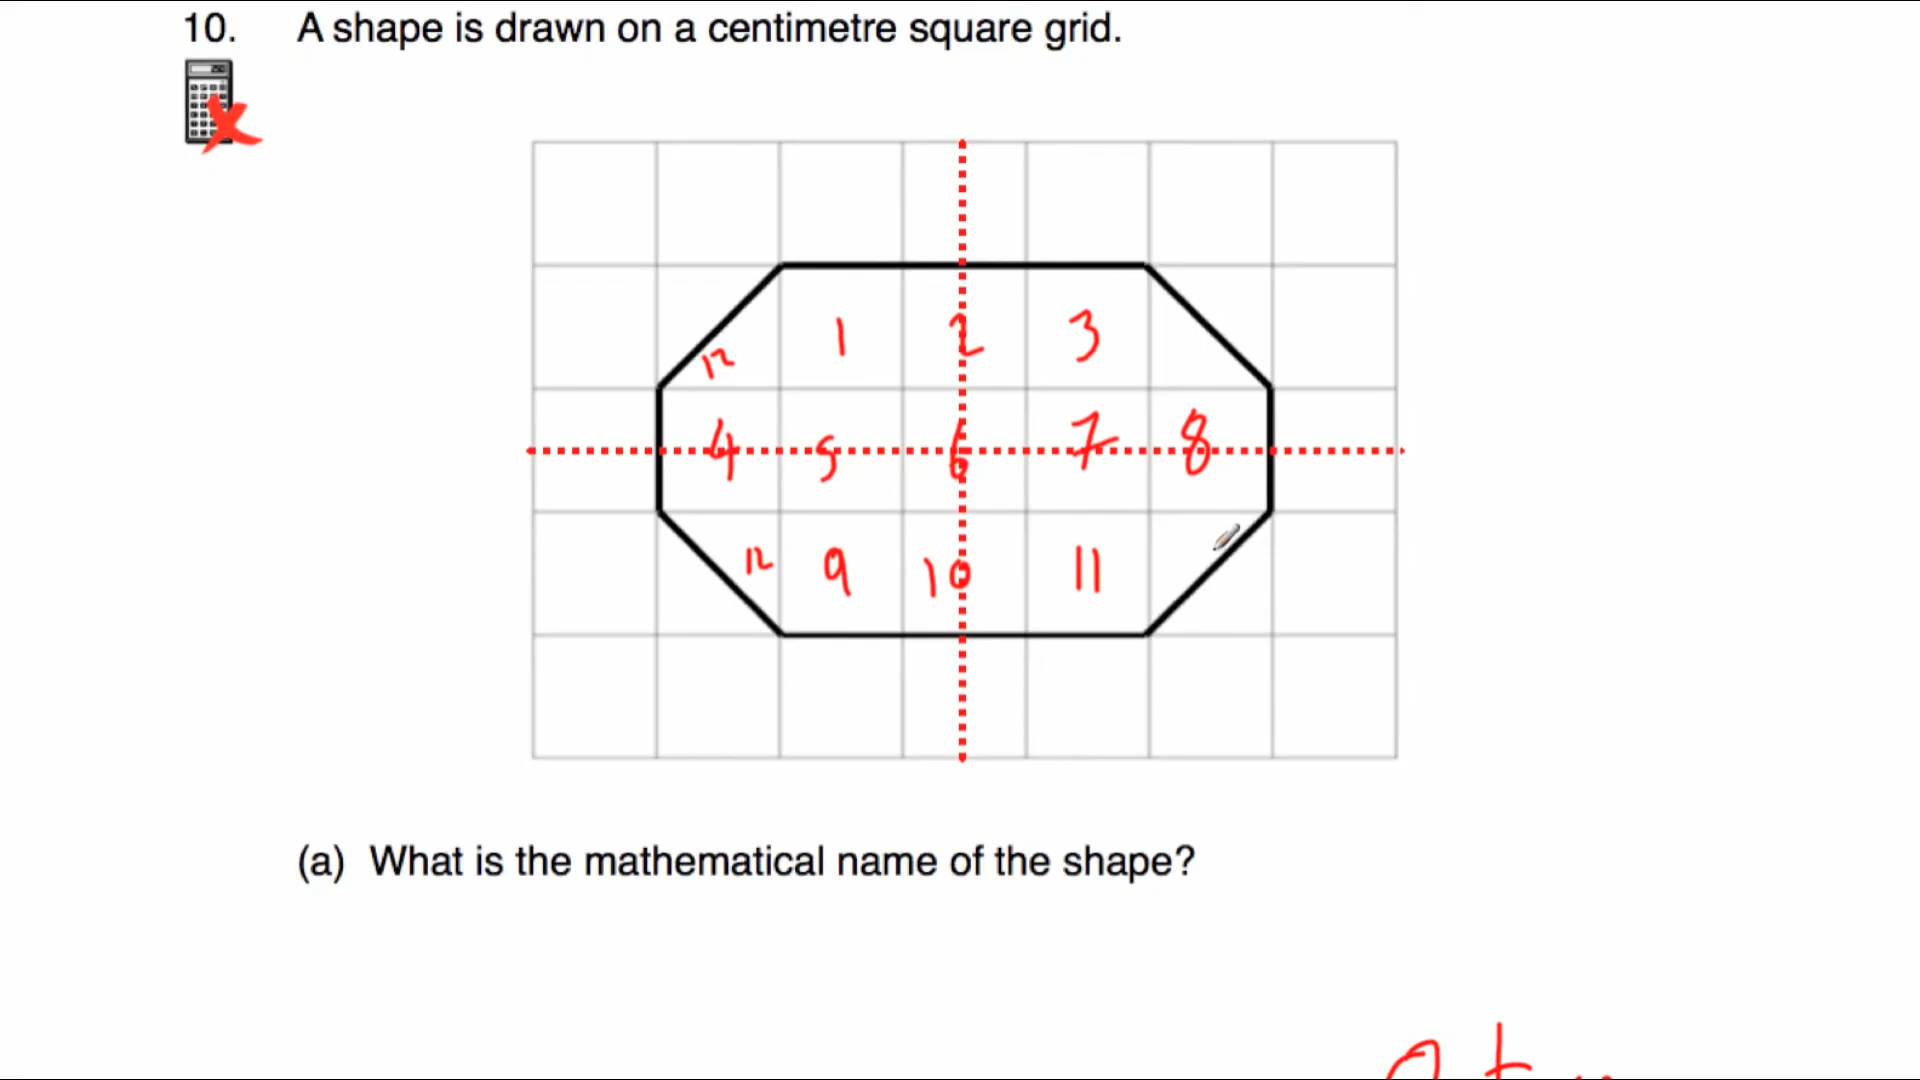 10. A shape is drawn on a centimetre square grid.
1 2 3
12
4 5 6 7 8
12 9 10 11
(a) What is the mathematical name of the shape?